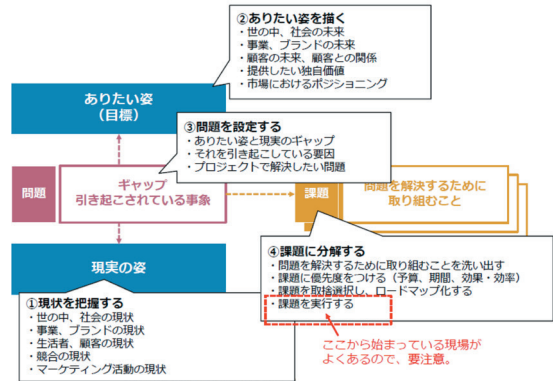 ②ありたい姿を描く
・世の中、社会の未来
・事業、ブランドの未来
・顧客の未来、顧客との関係
・提供したい独自価値
・市場におけるポジショニング
ありたい姿
（目標）
③問題を設定する
・ありたい姿と現実のギャップ
・それを引き起こしている要因
・プロジェクトで解決したい問題
問題
ギャップ
引き起こされている事象
課題
問題を解決するために
取り組むこと
現実の姿
④課題に分解する
・問題を解決するために取り組むことを洗い出す
・課題に優先度をつける（予算、期間、効果・効率）
・課題を取捨選択し、ロードマップ化する
・課題を実行する
①現状を把握する
・世の中、社会の現状
・事業、ブランドの現状
・生活者、顧客の現状
・競合の現状
・マーケティング活動の現状
ここから始まっている現場が
よくあるので、要注意。